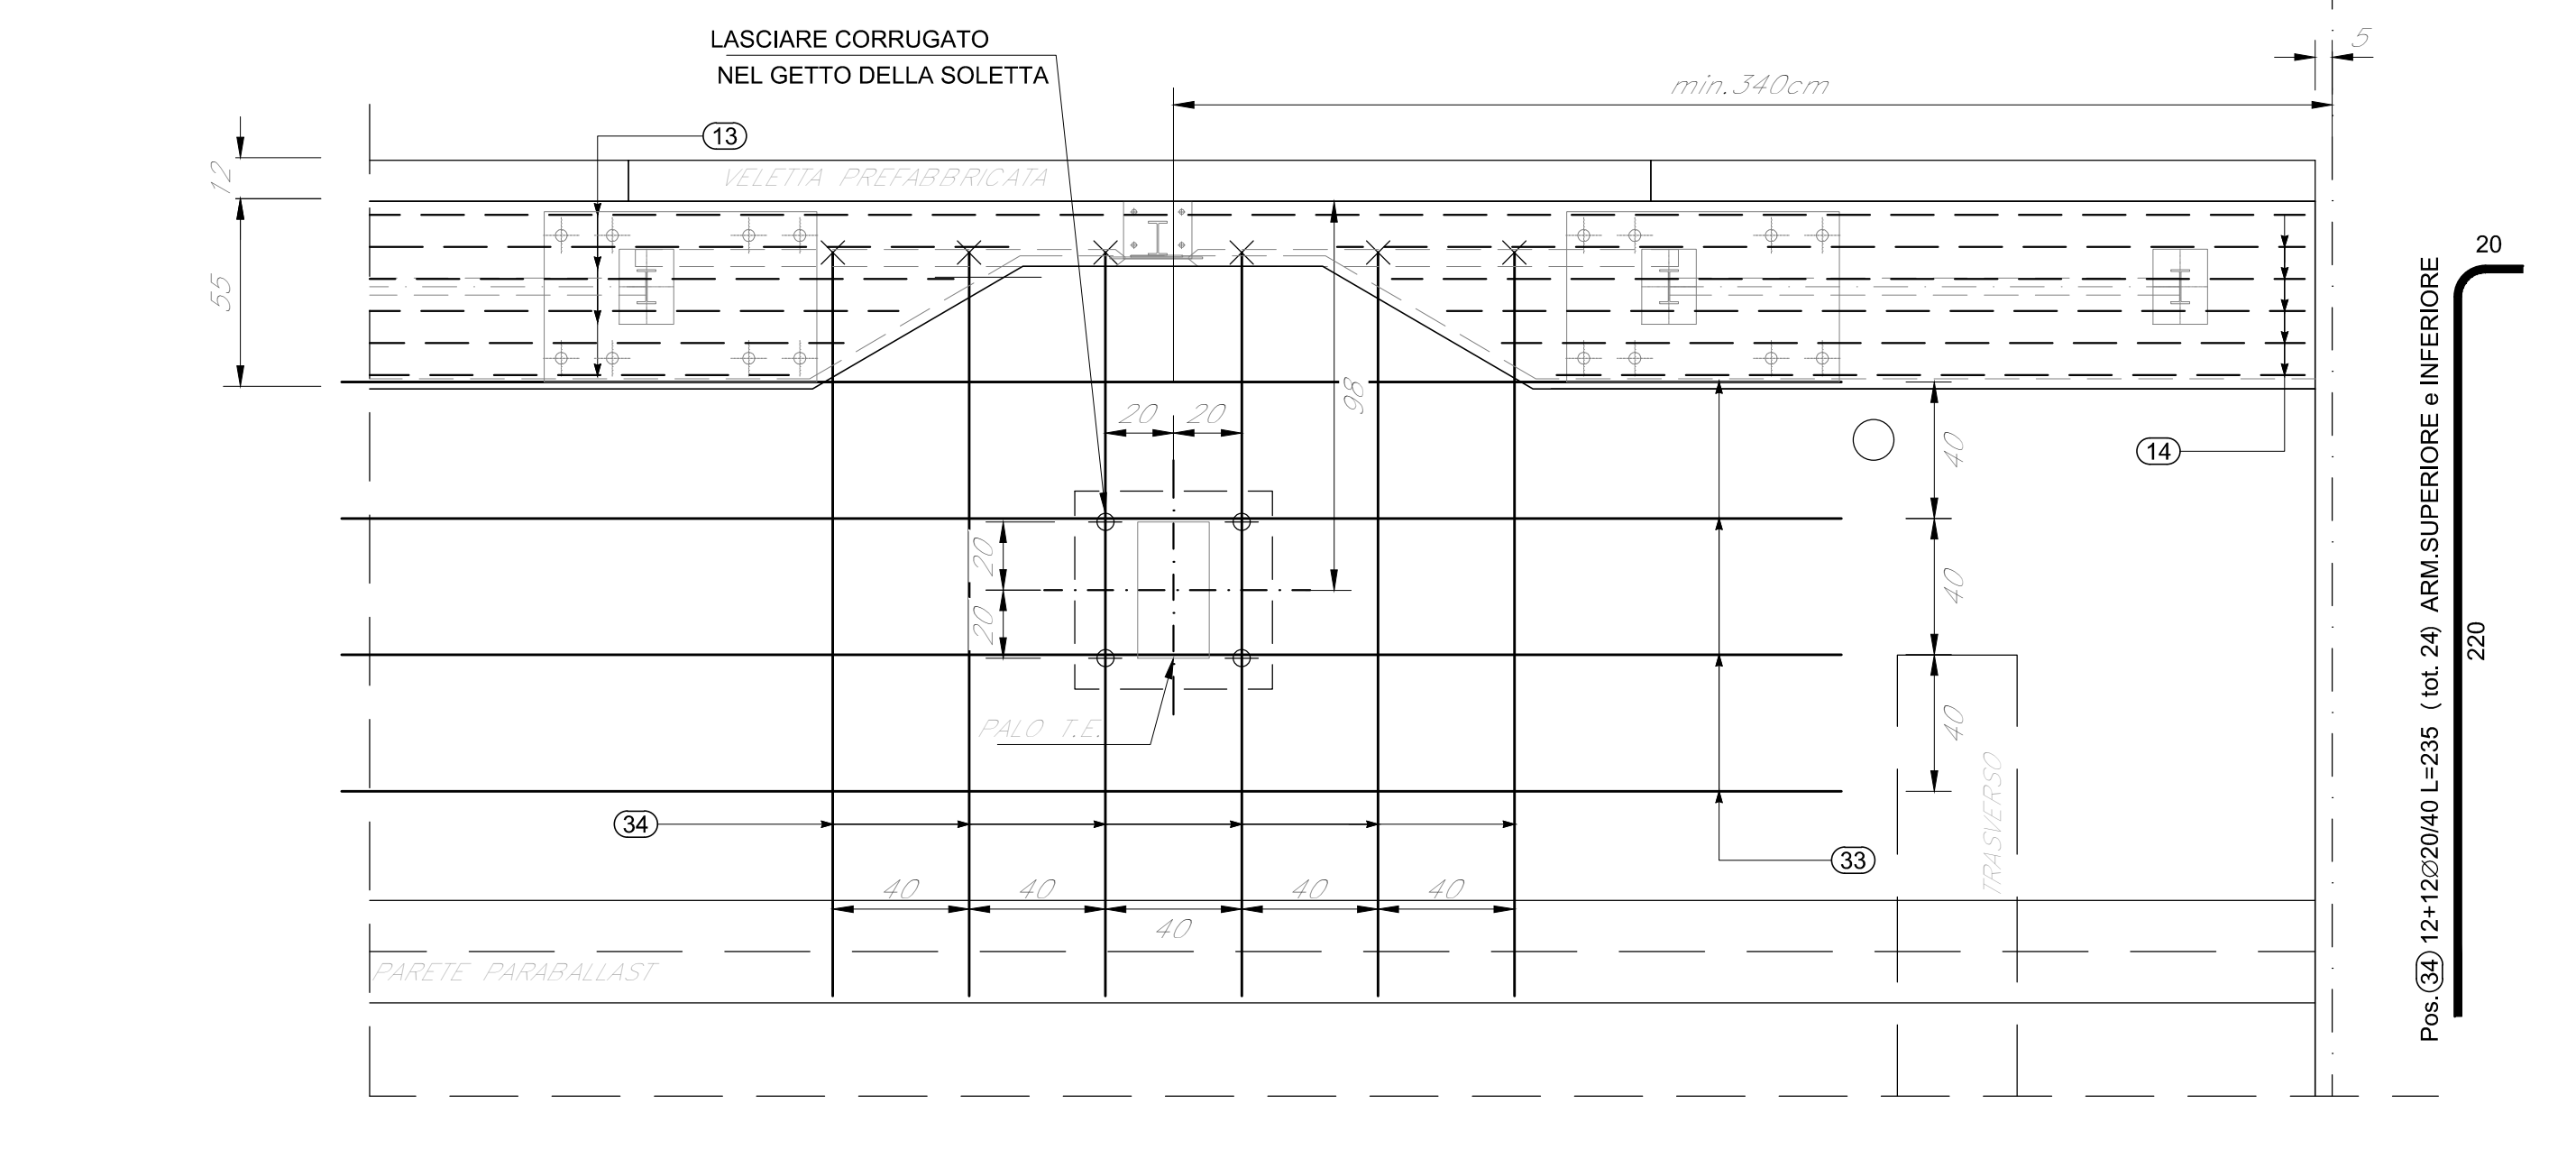 LASCIARE CORRUGATO
NEL GETTO DELLA SOLETTA
5
min.340cm
13
12
VELETTA PREFABBRICATA
55
98
20 20
40
14
20
20
40
40
PALO T.E.
34
33
TRASVERSO
40 40 40 40
40
PARETE PARABALLAST
20
220
Pos. 34 12+12Ø20/40 L=235 ( tot. 24) ARM.SUPERIORE e INFERIORE